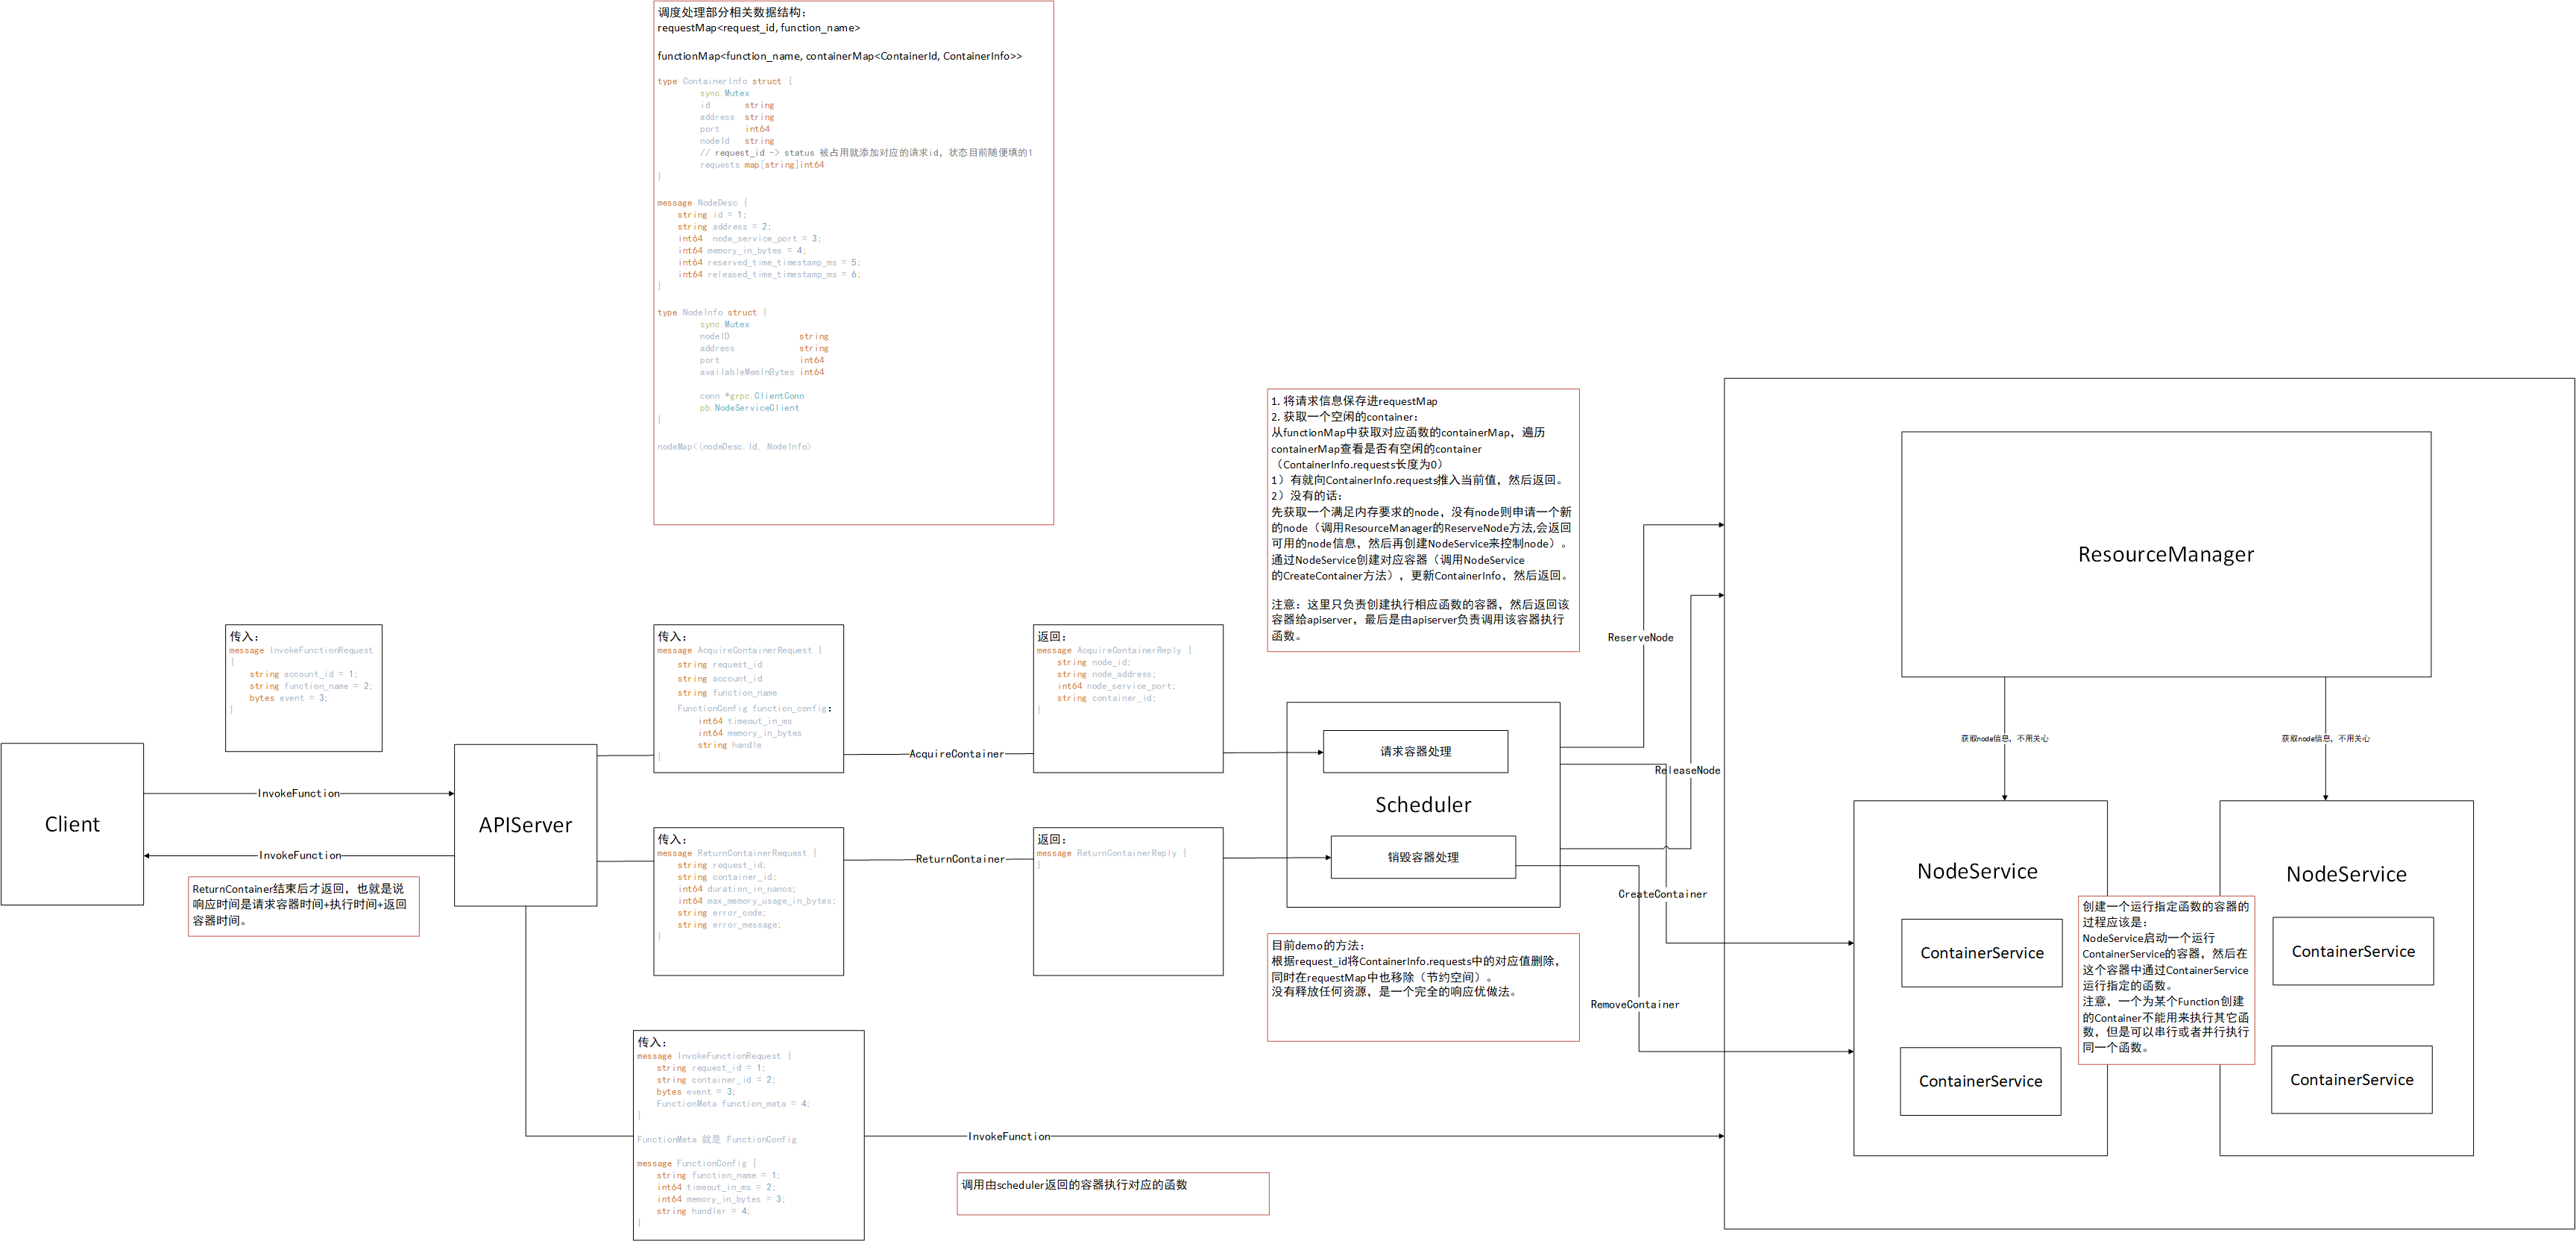 调度处理部分相关数据结构：
requestMap<request_id, function_name>
functionMap<function_name, containerMap<ContainerId, ContainerInfo>>
type ContainerInfo struct {
sync.Mutex
id string
address string
port int64
nodeId string
// request_id -> status 被占用就添加对应的请求id，状态目前随便填的1
requests map[string]int64
}
message NodeDesc {
string id = 1;
string address = 2;
int64 node_service_port = 3;
int64 memory_in_bytes = 4;
int64 reserved_time_timestamp_ms = 5;
int64 released_time_timestamp_ms = 6;
}
type NodeInfo struct {
sync.Mutex
nodeID string
address string
port int64
availableMemInBytes int64
conn *grpc.ClientConn
pb.NodeServiceClient
}
nodeMap<(nodeDesc.Id, NodeInfo>
1. 将请求信息保存进requestMap
2. 获取一个空闲的container：
从functionMap中获取对应函数的containerMap，遍历
containerMap查看是否有空闲的container
（ContainerInfo.requests长度为0）
1）有就向ContainerInfo.requests推入当前值，然后返回。
2）没有的话：
先获取一个满足内存要求的node，没有node则申请一个新
的node（调用ResourceManager的ReserveNode方法,会返回
可用的node信息，然后再创建NodeService来控制node）。
通过NodeService创建对应容器（调用NodeService
的CreateContainer方法），更新ContainerInfo，然后返回。
注意：这里只负责创建执行相应函数的容器，然后返回该
容器给apiserver，最后是由apiserver负责调用该容器执行
函数。
ResourceManager
ReserveNode
传入：
message InvokeFunctionRequest
{
string account_id = 1;
string function_name = 2;
bytes event = 3;
}
传入：
message AcquireContainerRequest {
string request_id
string account_id
string function_name
FunctionConfig function_config：
int64 timeout_in_ms
int64 memory_in_bytes
string handle
}
返回：
message AcquireContainerReply {
string node_id;
string node_address;
int64 node_service_port;
string container_id;
}
AcquireContainer
请求容器处理
Scheduler
销毁容器处理
ReleaseNode
获取node信息，不用关心
获取node信息，不用关心
Client
InvokeFunction
InvokeFunction
APIServer
ReturnContainer结束后才返回，也就是说
响应时间是请求容器时间+执行时间+返回
容器时间。
传入：
message ReturnContainerRequest {
string request_id;
string container_id;
int64 duration_in_nanos;
int64 max_memory_usage_in_bytes;
string error_code;
string error_message;
}
ReturnContainer
返回：
message ReturnContainerReply {
}
CreateContainer
RemoveContainer
目前demo的方法：
根据request_id将ContainerInfo.requests中的对应值删除，
同时在requestMap中也移除（节约空间）。
没有释放任何资源，是一个完全的响应优做法。
NodeService
ContainerService
ContainerService
创建一个运行指定函数的容器的
过程应该是：
NodeService启动一个运行
ContainerService的容器，然后在
这个容器中通过ContainerService
运行指定的函数。
注意，一个为某个Function创建
的Container不能用来执行其它函
数，但是可以串行或者并行执行
同一个函数。
NodeService
ContainerService
ContainerService
传入：
message InvokeFunctionRequest {
string request_id = 1;
string container_id = 2;
bytes event = 3;
FunctionMeta function_meta = 4;
}
FunctionMeta 就是 FunctionConfig
message FunctionConfig {
string function_name = 1;
int64 timeout_in_ms = 2;
int64 memory_in_bytes = 3;
string handler = 4;
}
InvokeFunction
调用由scheduler返回的容器执行对应的函数